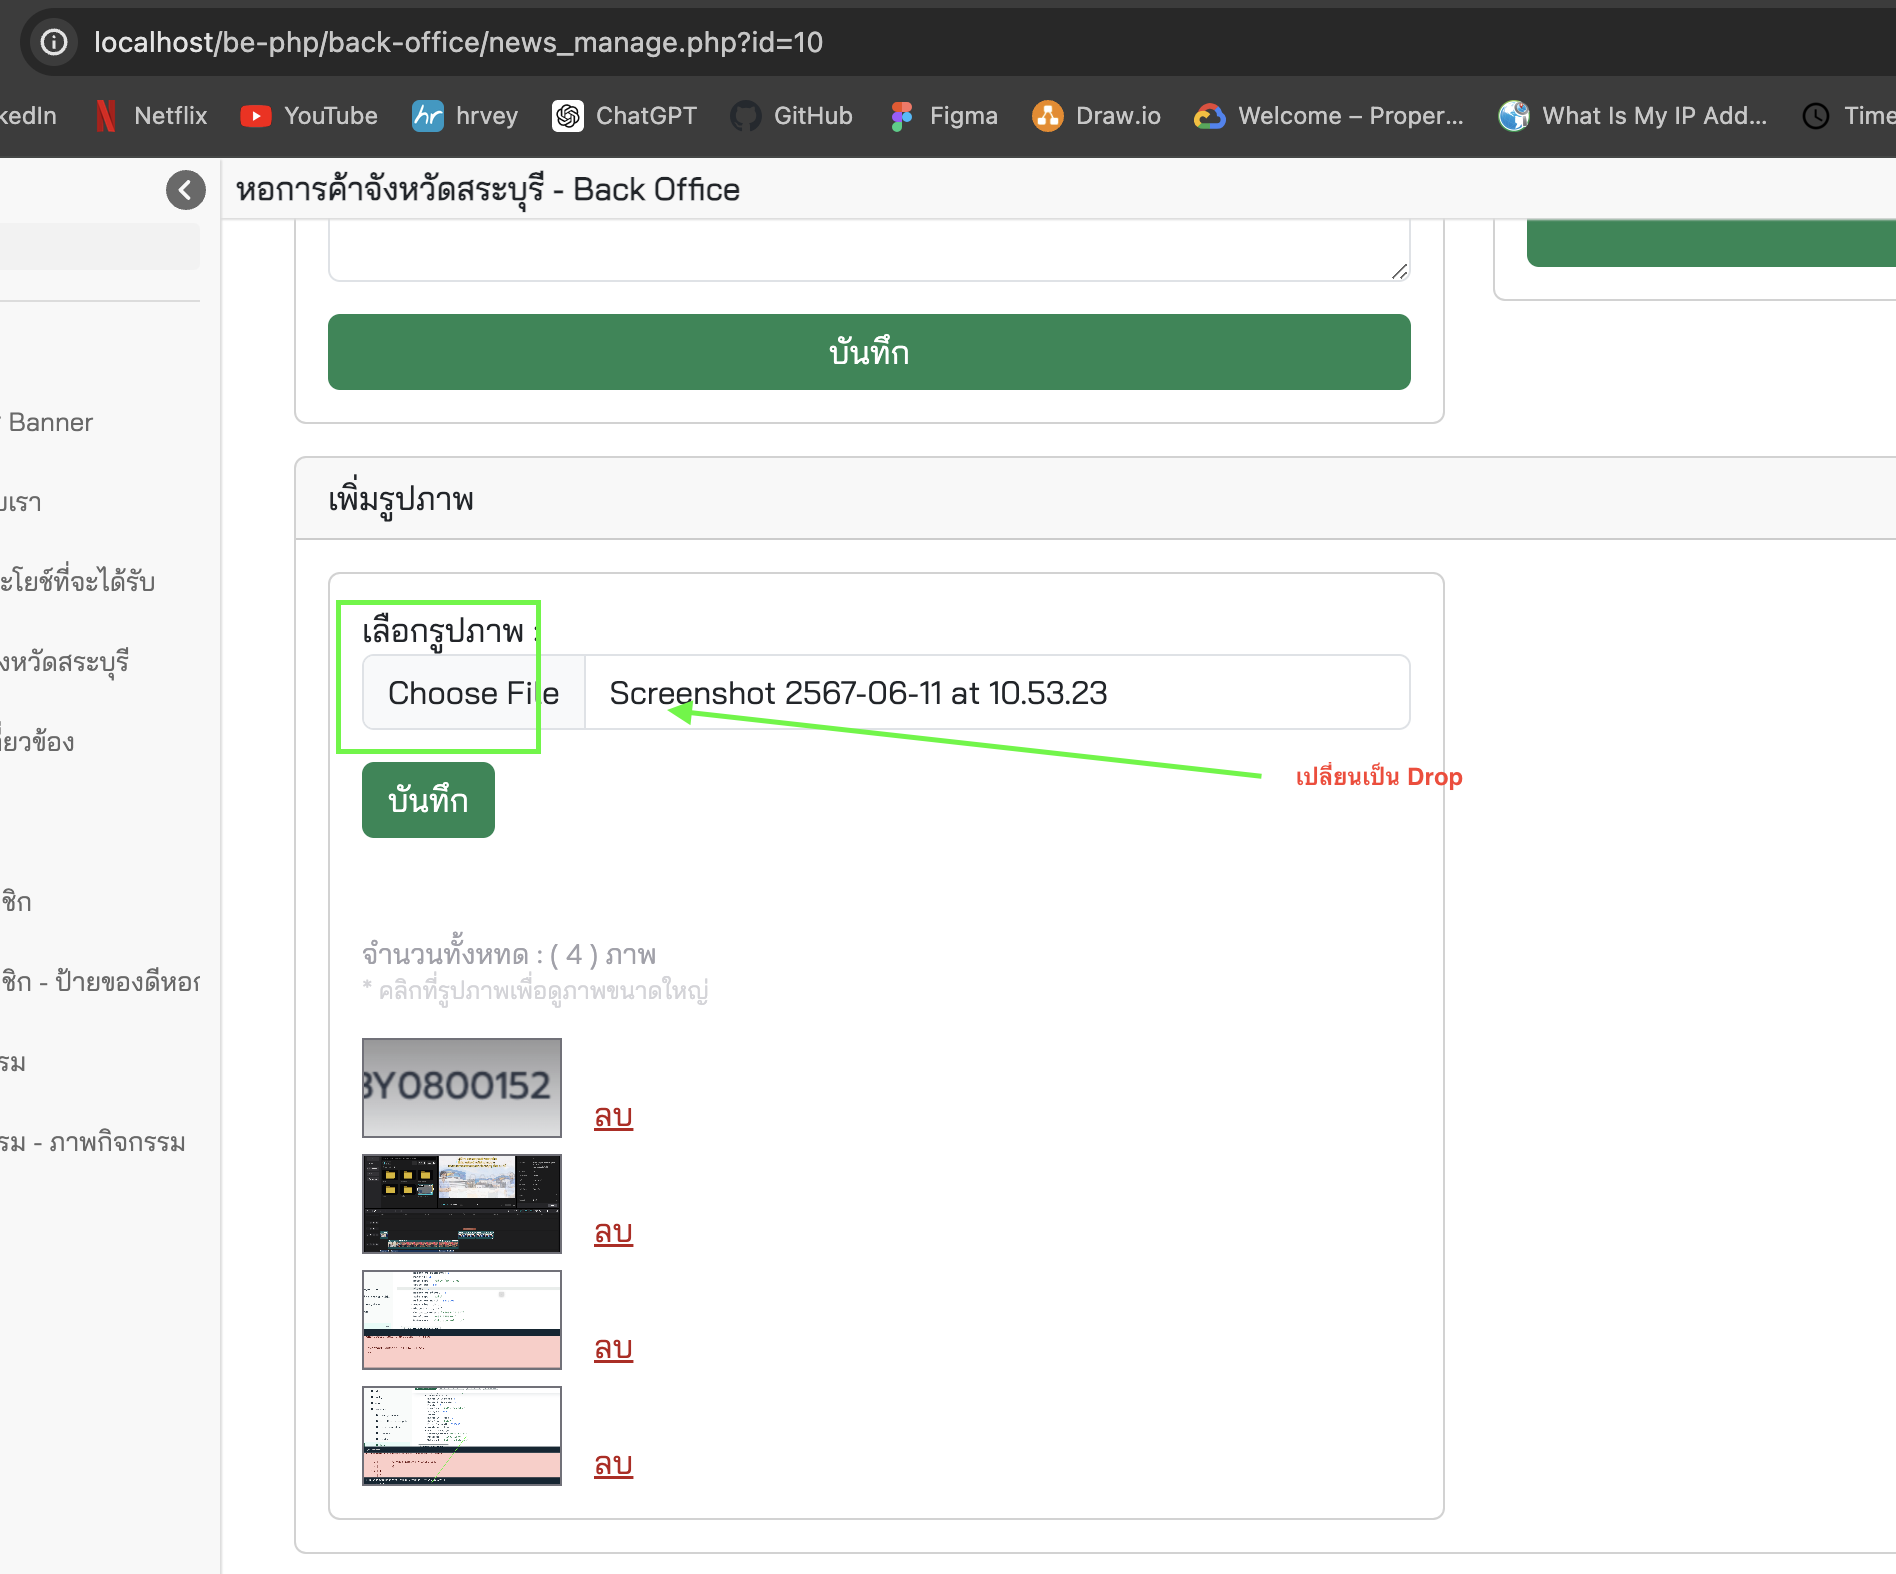 localhost/be-php/back-office/news_manage.php?id=10
kedIn Netflix YouTube hrvey ChatGPT GitHub Figma Draw.io Welcome – Proper... What Is My IP Add... Time
หอการค้าจังหวัดสระบุรี - Back Office
บันทึก
Banner
บเรา
เพิ่มรูปภาพ
ะโยช์ที่จะได้รับ
เลือกรูปภาพ :
งหวัดสระบุรี
Choose File Screenshot 2567-06-11 at 10.53.23
ี่ยวข้อง
เปลี่ยนเป็น Drop
บันทึก
ชิก
จำนวนทั้งหทด : ( 4 ) ภาพ
* คลิกที่รูปภาพเพื่อดูภาพขนาดใหญ่
ชิก - ป้ายของดีหอก
รม
3Y0800152
ลบ
รม - ภาพกิจกรรม
ลบ
ลบ
ลบ